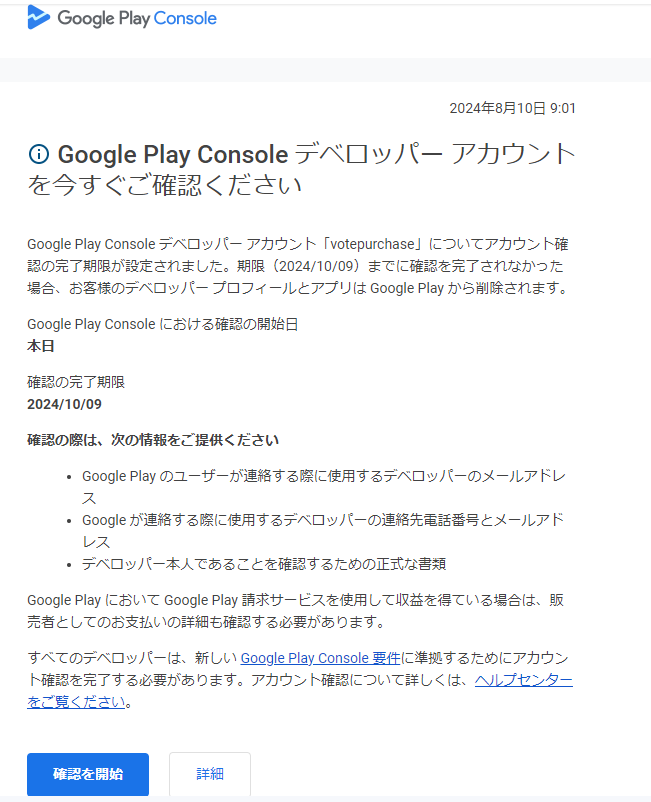 Google Play Console
2024年8月10日 9:01
Google Play Console デベロッパー アカウント
を今すぐご確認ください
Google Play Console デベロッパー アカウント「votepurchase」についてアカウント確
認の完了期限が設定されました。期限（2024/10/09）までに確認を完了されなかった
場合、お客様のデベロッパー プロフィールとアプリは Google Play から削除されます。
Google Play Console における確認の開始日
本日
確認の完了期限
2024/10/09
確認の際は、次の情報をご提供ください
• Google Play のユーザーが連絡する際に使用するデベロッパーのメールアドレ
ス
• Google が連絡する際に使用するデベロッパーの連絡先電話番号とメールアド
レス
• デベロッパー本人であることを確認するための正式な書類
Google Play において Google Play 請求サービスを使用して収益を得ている場合は、販
売者としてのお支払いの詳細も確認する必要があります。
すべてのデベロッパーは、新しい Google Play Console 要件に準拠するためにアカウン
ト確認を完了する必要があります。アカウント確認について詳しくは、ヘルプセンター
をご覧ください。
確認を開始
詳細